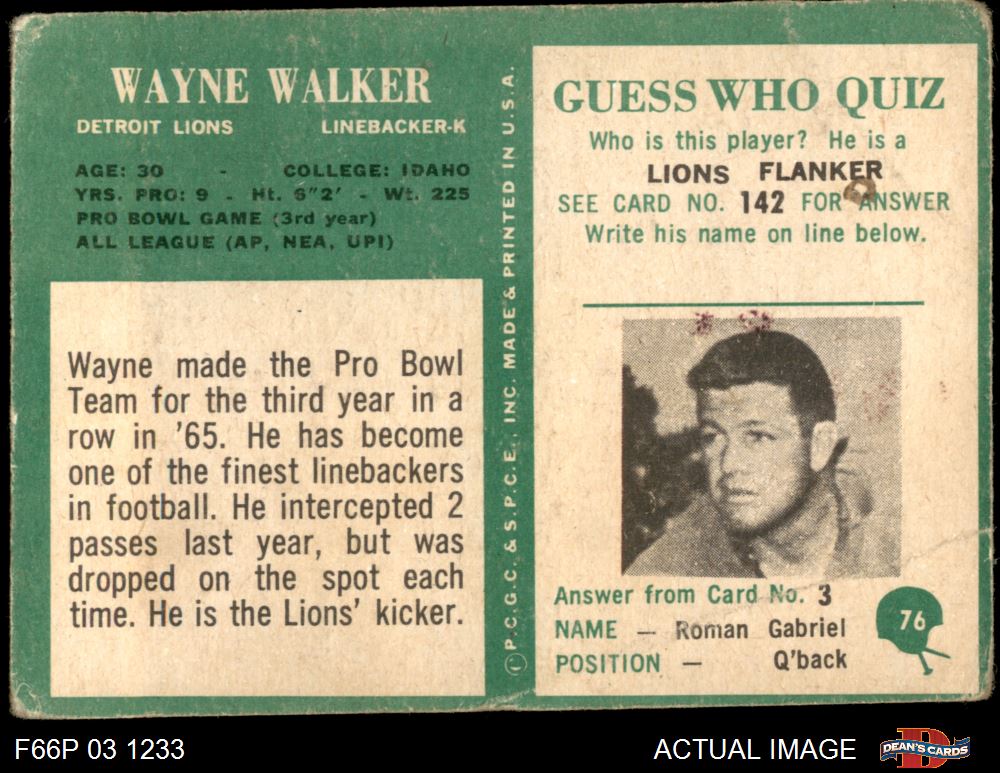 WAYNE WALKER
DETROIT LIONS LINEBACKER-K
AGE: 30 - COLLEGE: IDAHO
YRS. PRO: 9 - Ht. 6"2' - Wt. 225
PRO BOWL GAME (3rd year)
ALL LEAGUE (AP, NEA, UPI)
Wayne made the Pro Bowl
Team for the third year in a
row in '65. He has become
one of the finest linebackers
in football. He intercepted 2
passes last year, but was
dropped on the spot each
time. He is the Lions' kicker.
©P.C.G.C. & S.P.C.E., INC. MADE & PRINTED IN U.S.A.
GUESS WHO QUIZ
Who is this player? He is a
LIONS FLANKER
SEE CARD NO. 142 FOR ANSWER
Write his name on line below.
Answer from Card No. 3
NAME — Roman Gabriel
POSITION — Q'back
76
F66P 03 1233
ACTUAL IMAGE
DEAN'S CARDS